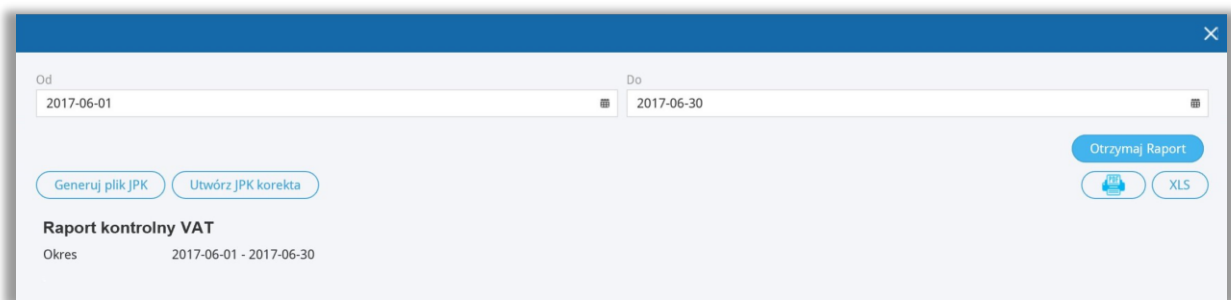 Od Do
2017-06-01 2017-06-30
Otrzymaj Raport
Generuj plik JPK Utwórz JPK korekta XLS
Raport kontrolny VAT
Okres 2017-06-01 - 2017-06-30